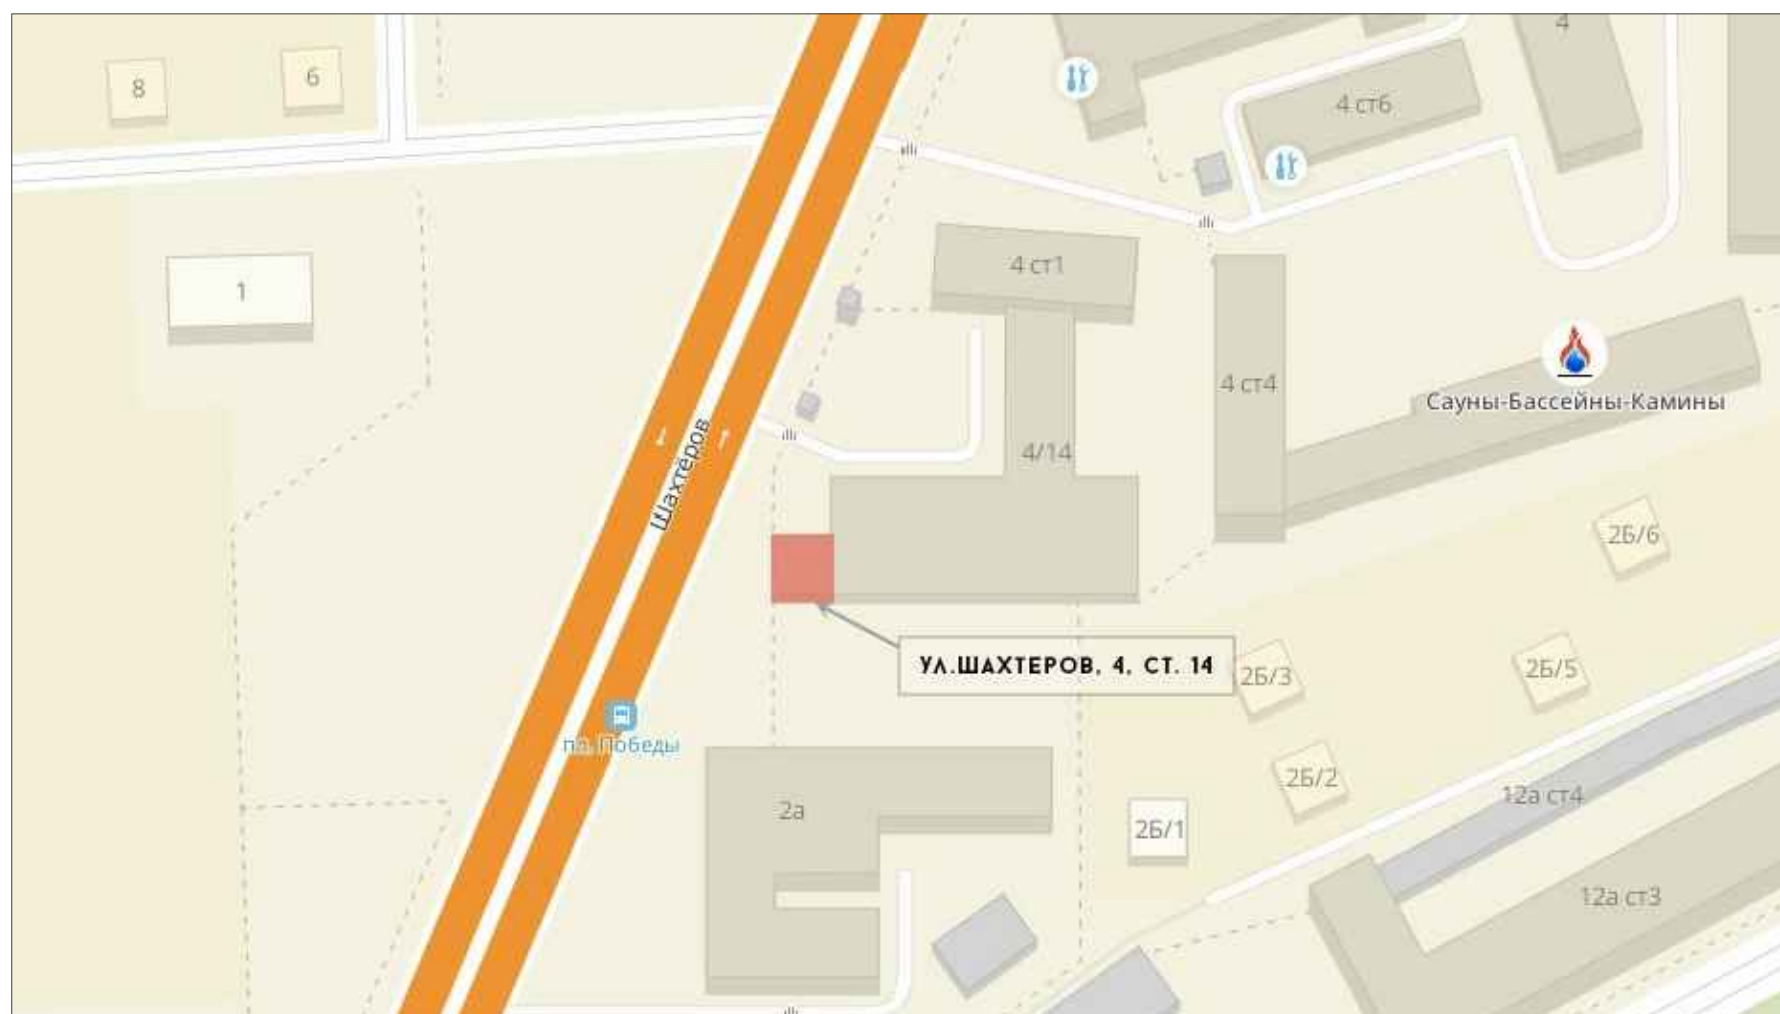 8
6
4
4 ст6
1
4 ст1
4 ст4
Сауны-Бассейны-Камины
Шахтёров
4/14
2Б/6
УЛ.ШАХТЕРОВ, 4, СТ. 14
2Б/3
2Б/5
пл. Победы
2Б/2
12а ст4
2а
2Б/1
12а ст3